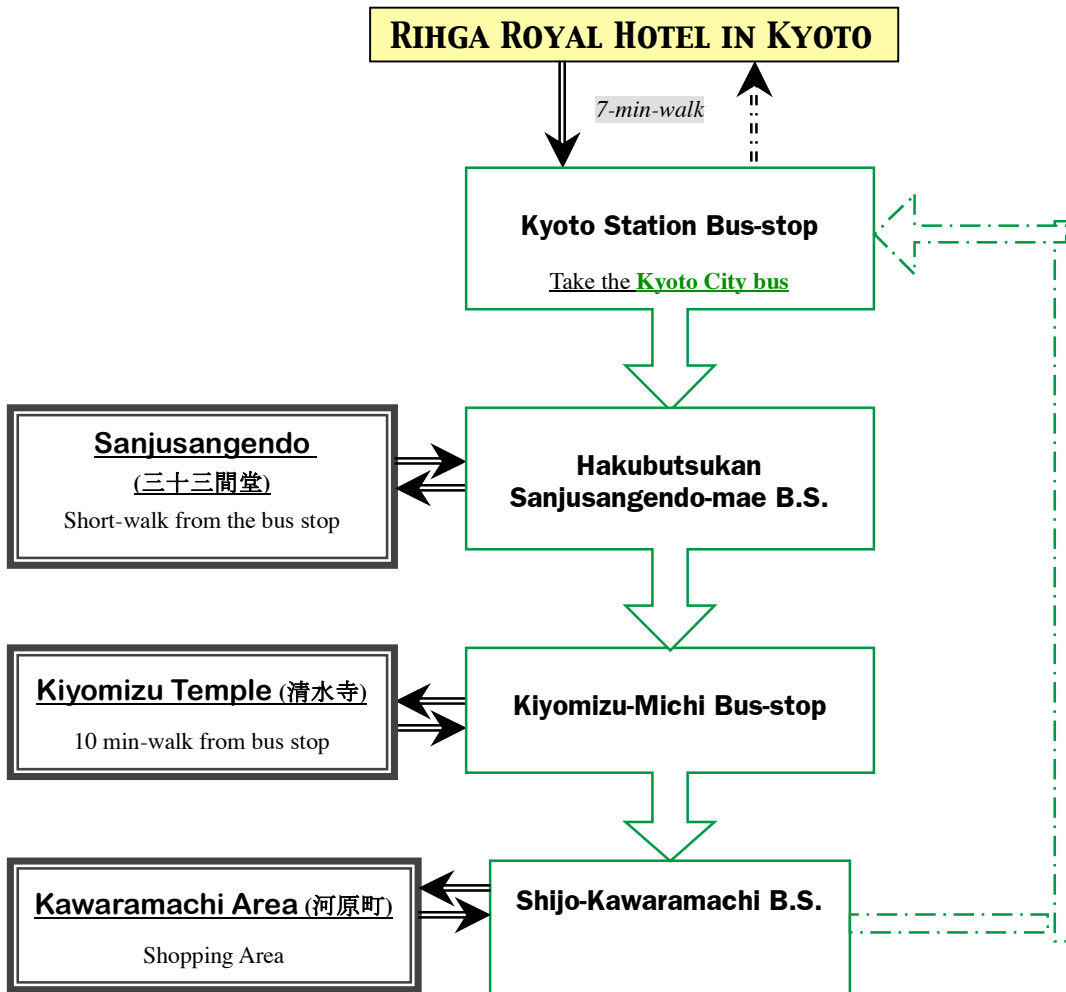 RIHGA ROYAL HOTEL IN KYOTO
7-min-walk
Kyoto Station Bus-stop
Take the Kyoto City bus
Sanjusangendo
(三十三間堂)
Short-walk from the bus stop
Hakubutsukan
Sanjusangendo-mae B.S.
Kiyomizu Temple (清水寺)
10 min-walk from bus stop
Kiyomizu-Michi Bus-stop
Kawaramachi Area (河原町)
Shopping Area
Shijo-Kawaramachi B.S.